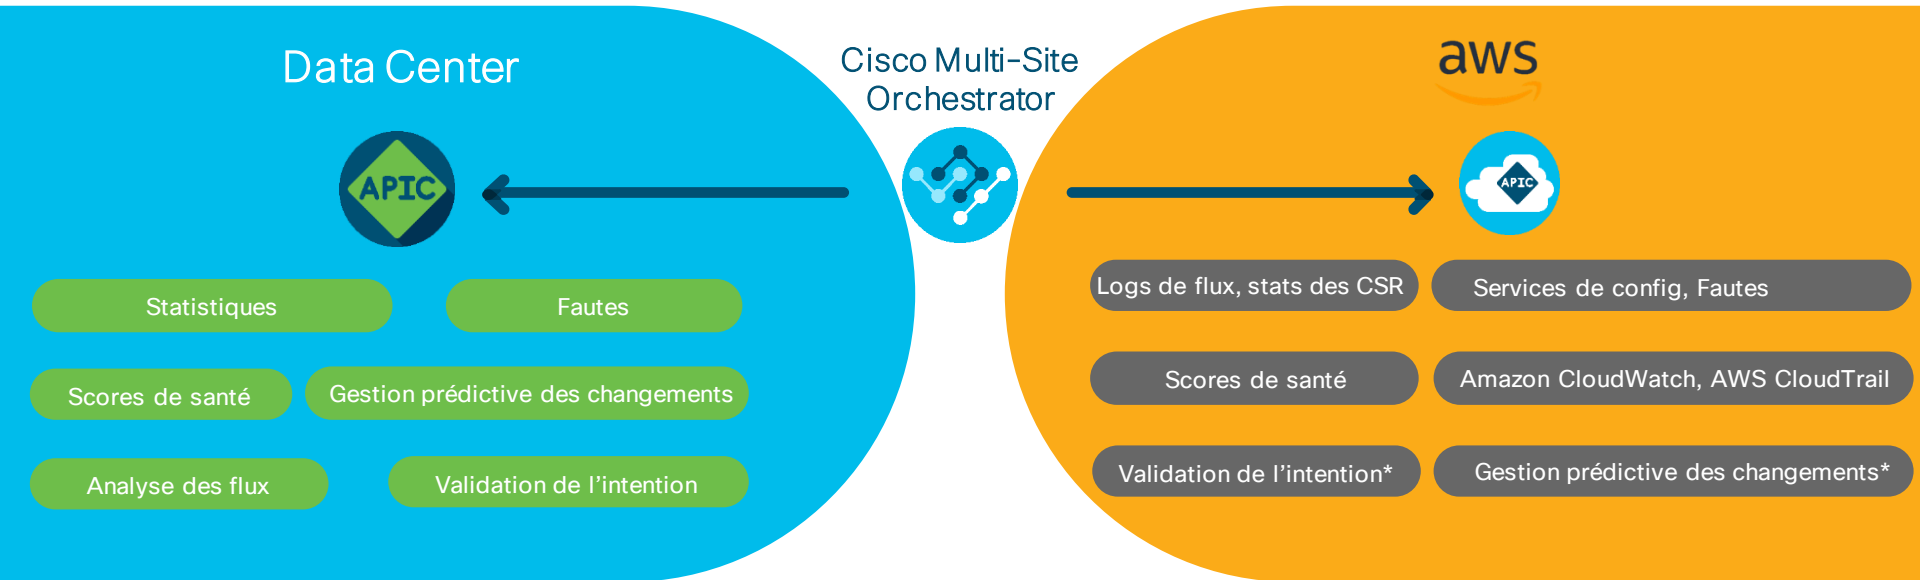 Data Center
Cisco Multi-Site
Orchestrator
aws
APIC
APIC
Statistiques
Fautes
Logs de flux, stats des CSR
Services de config, Fautes
Scores de santé
Gestion prédictive des changements
Scores de santé
Amazon CloudWatch, AWS CloudTrail
Analyse des flux
Validation de l'intention
Validation de l'intention*
Gestion prédictive des changements*